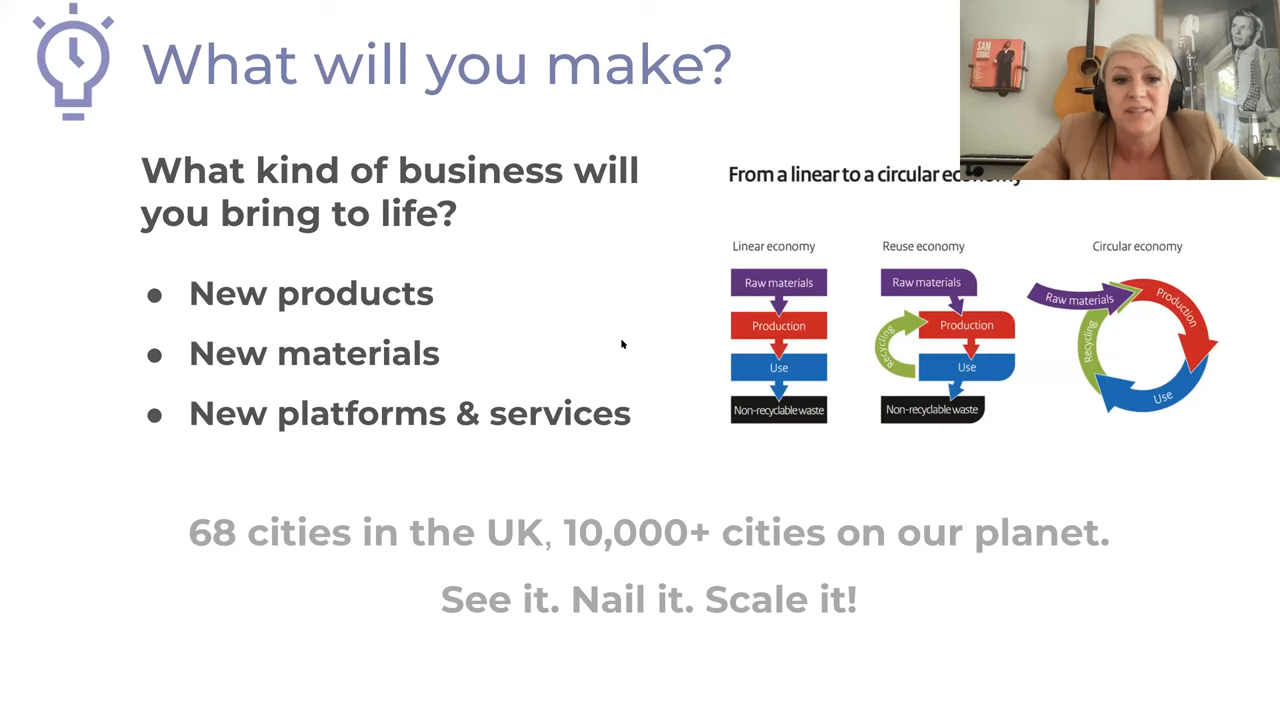 What will you make?
What kind of business will
you bring to life?
● New products
● New materials
● New platforms & services
From a linear to a circular economy
Linear economy
Raw materials
Production
Use
Non-recyclable waste
Reuse economy
Raw materials
Production
Recycling
Use
Non-recyclable waste
Circular economy
Raw materials
Production
Recycling
Use
68 cities in the UK, 10,000+ cities on our planet.
See it. Nail it. Scale it!
SAM
COOKE